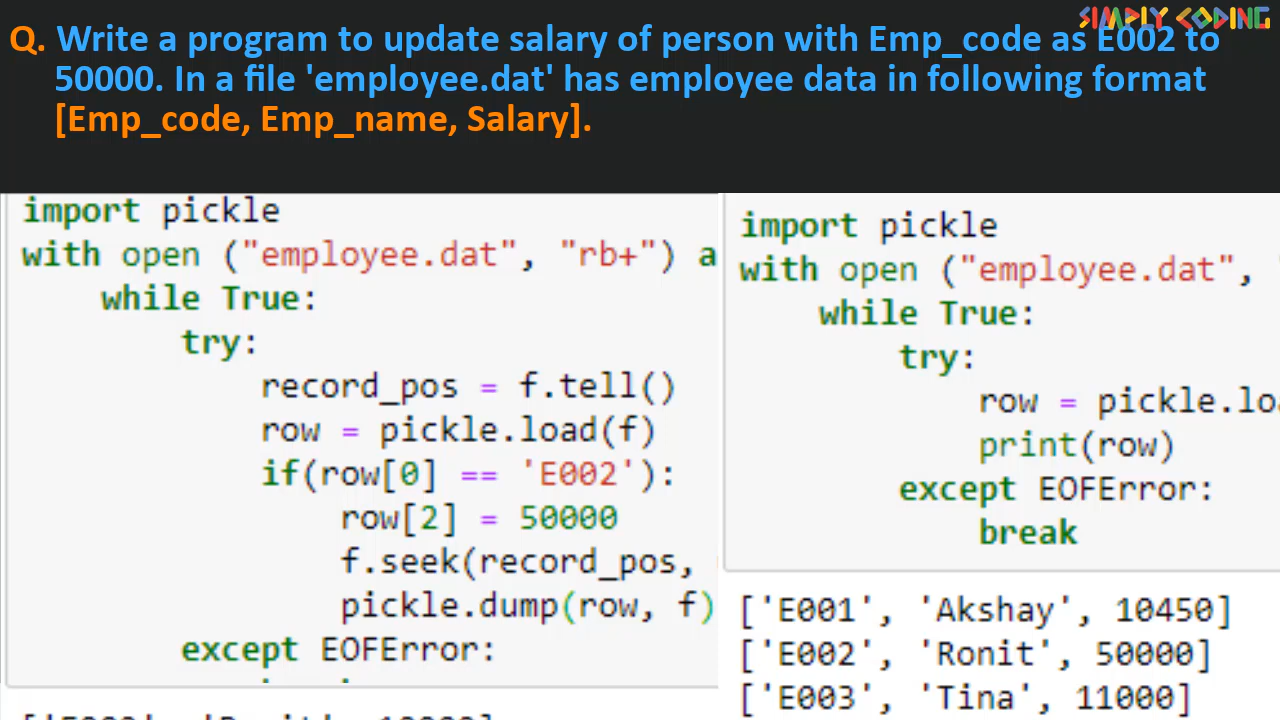 SIMPLY CODING
Q. Write a program to update salary of person with Emp_code as E002 to
50000. In a file 'employee.dat' has employee data in following format
[Emp_code, Emp_name, Salary].
import pickle
with open ("employee.dat", "rb+") a
while True:
try:
record_pos = f.tell()
row = pickle.load(f)
if(row[0] == 'E002'):
row[2] = 50000
f.seek(record_pos,
pickle.dump(row, f)
except EOFError:
import pickle
with open ("employee.dat",
while True:
try:
row = pickle.loa
print(row)
except EOFError:
break
['E001', 'Akshay', 10450]
['E002', 'Ronit', 50000]
['E003', 'Tina', 11000]